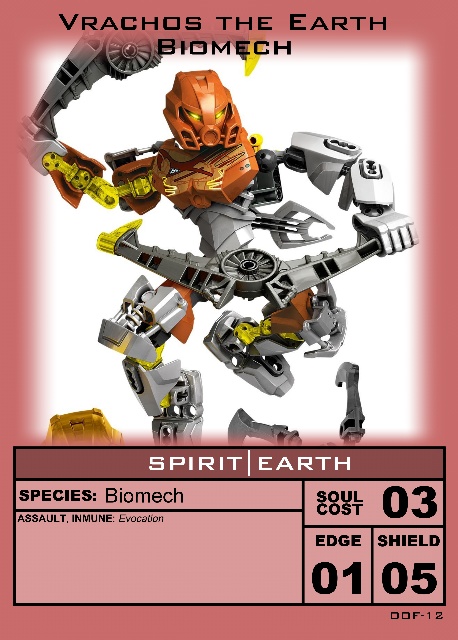 Vrachos the Earth
Biomech
SPIRIT|EARTH
SPECIES: Biomech
SOUL COST 03
ASSAULT, INMUNE: Evocation
EDGE SHIELD
01 05
DOF-12